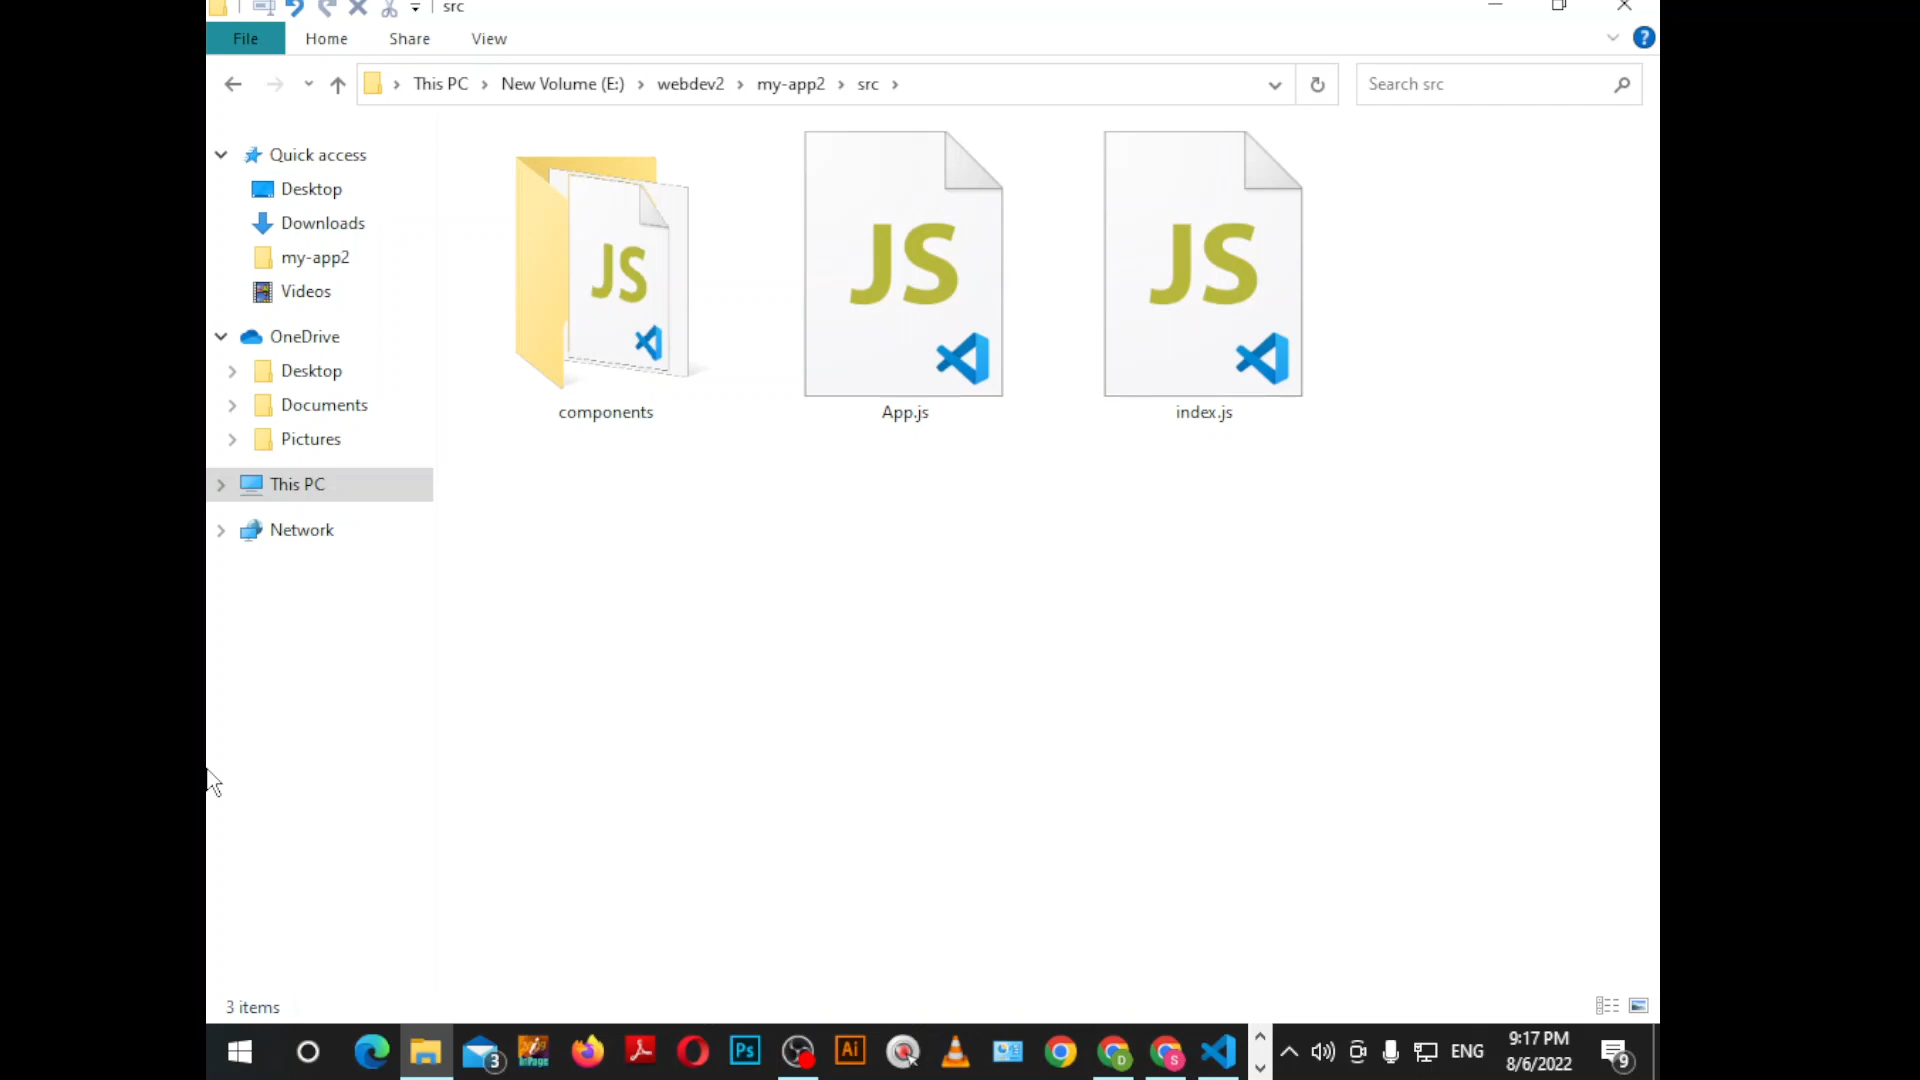 src
File Home Share View
This PC New Volume (E:) webdev2 my-app2 src
Search src
Quick access
Desktop
Downloads
my-app2
Videos
OneDrive
Desktop
Documents
Pictures
This PC
Network
JS
components
JS
App.js
JS
index.js
3 items
3
Ps
Ai
D
S
ENG
9:17 PM
8/6/2022
9